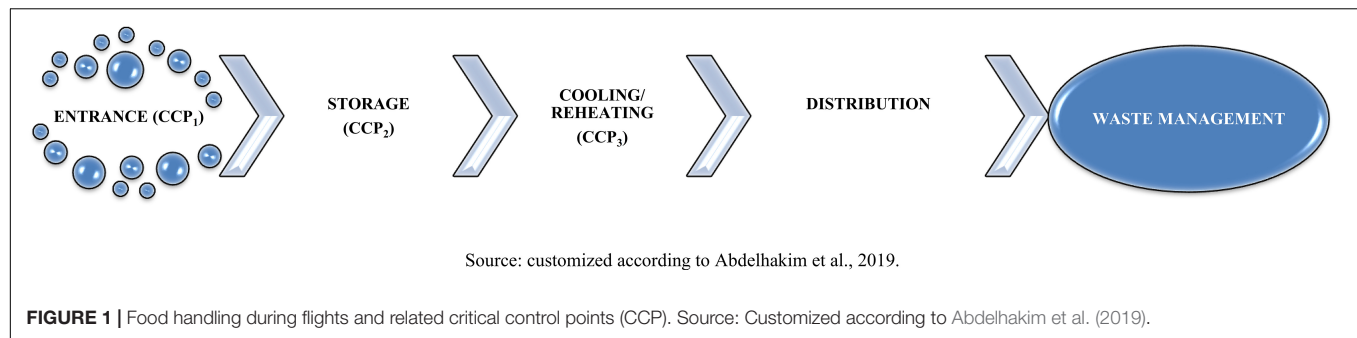 ENTRANCE (CCP₁)
STORAGE
(CCP₂)
COOLING/
REHEATING
(CCP₃)
DISTRIBUTION
WASTE MANAGEMENT
Source: customized according to Abdelhakim et al., 2019.
FIGURE 1 | Food handling during flights and related critical control points (CCP). Source: Customized according to Abdelhakim et al. (2019).